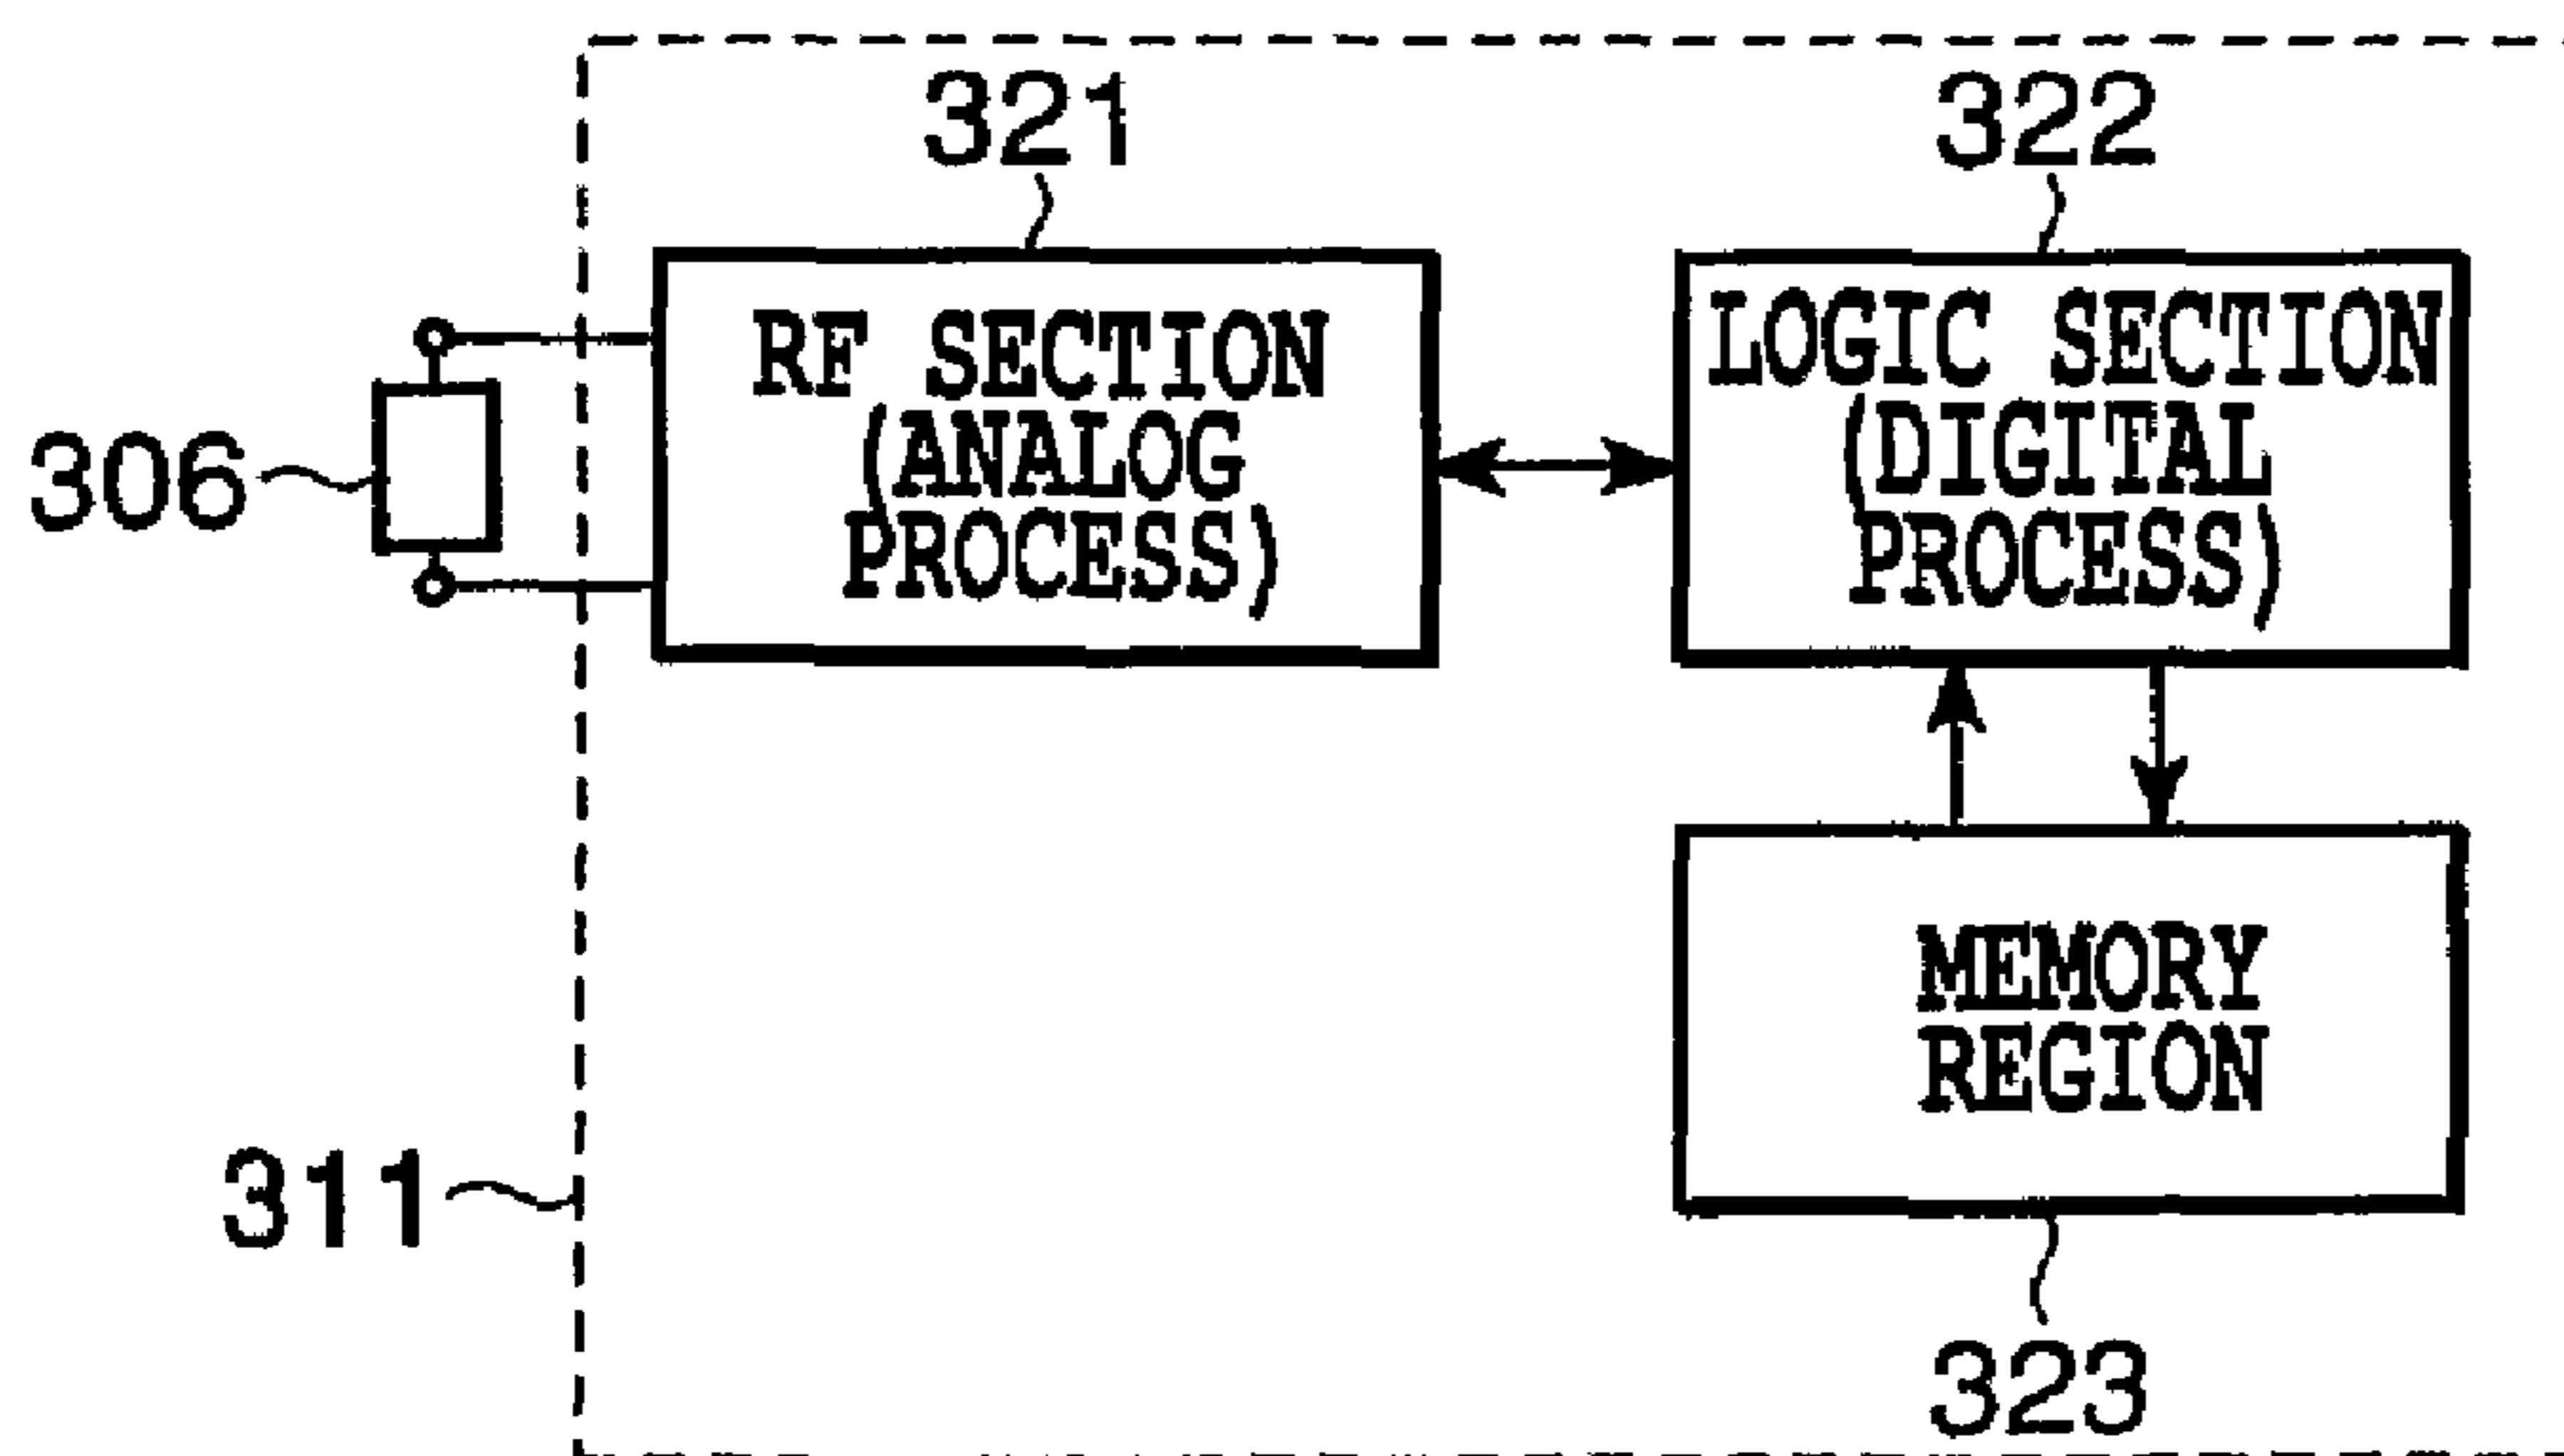 321
322
RF SECTION
(ANALOG
PROCESS)
LOGIC SECTION
(DIGITAL
PROCESS)
306
MEMORY
REGION
311
323